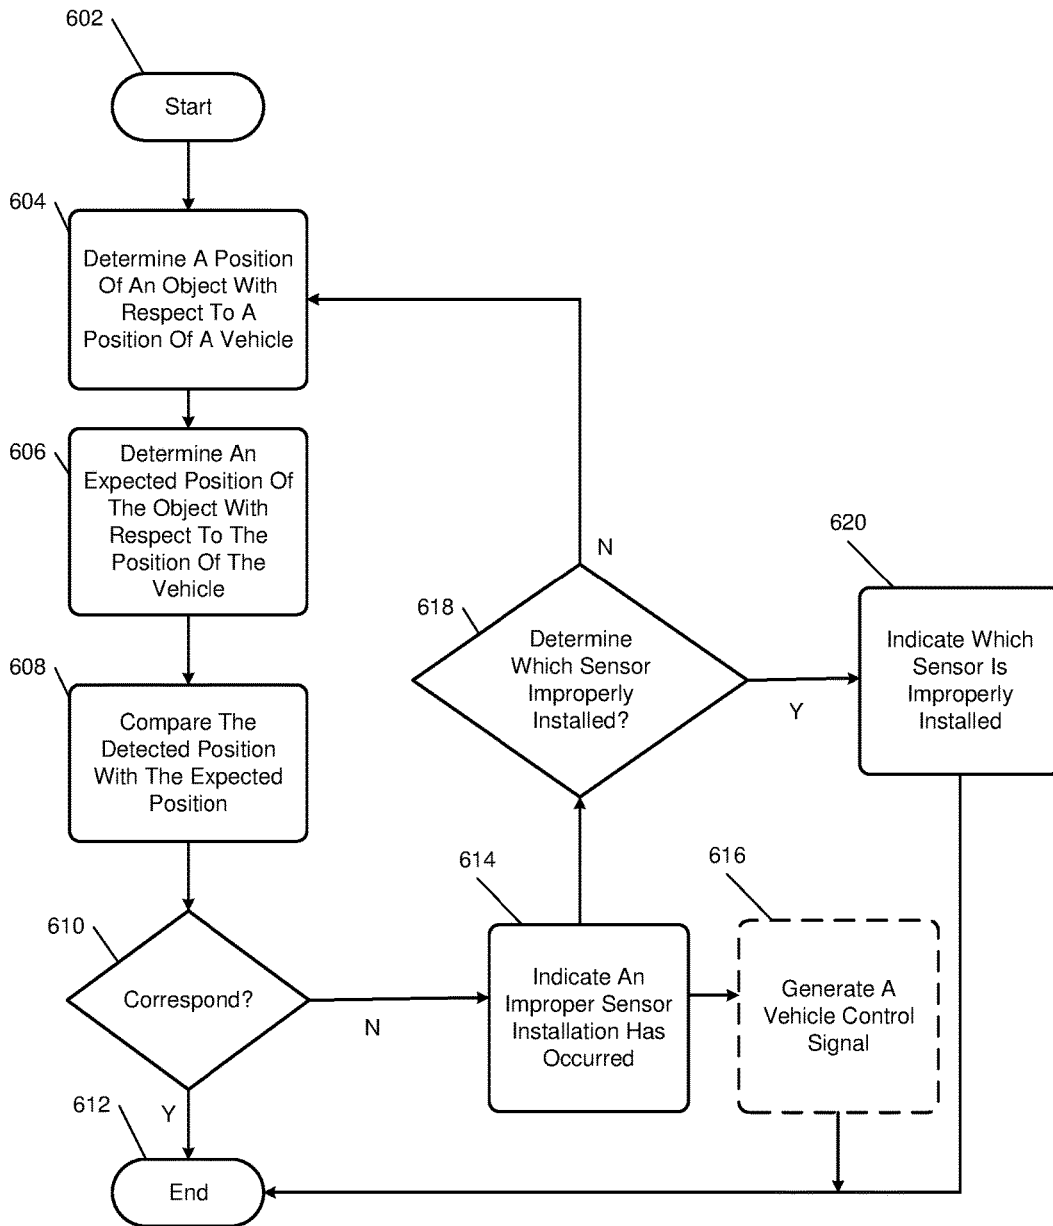 602
Start
604
Determine A Position
Of An Object With
Respect To A
Position Of A Vehicle
606
Determine An
Expected Position Of
The Object With
Respect To The
Position Of The
Vehicle
608
Compare The
Detected Position
With The Expected
Position
610
Correspond?
N
Y
612
End
614
Indicate An
Improper Sensor
Installation Has
Occurred
616
Generate A
Vehicle Control
Signal
618
Determine
Which Sensor
Improperly
Installed?
N
Y
620
Indicate Which
Sensor Is
Improperly
Installed